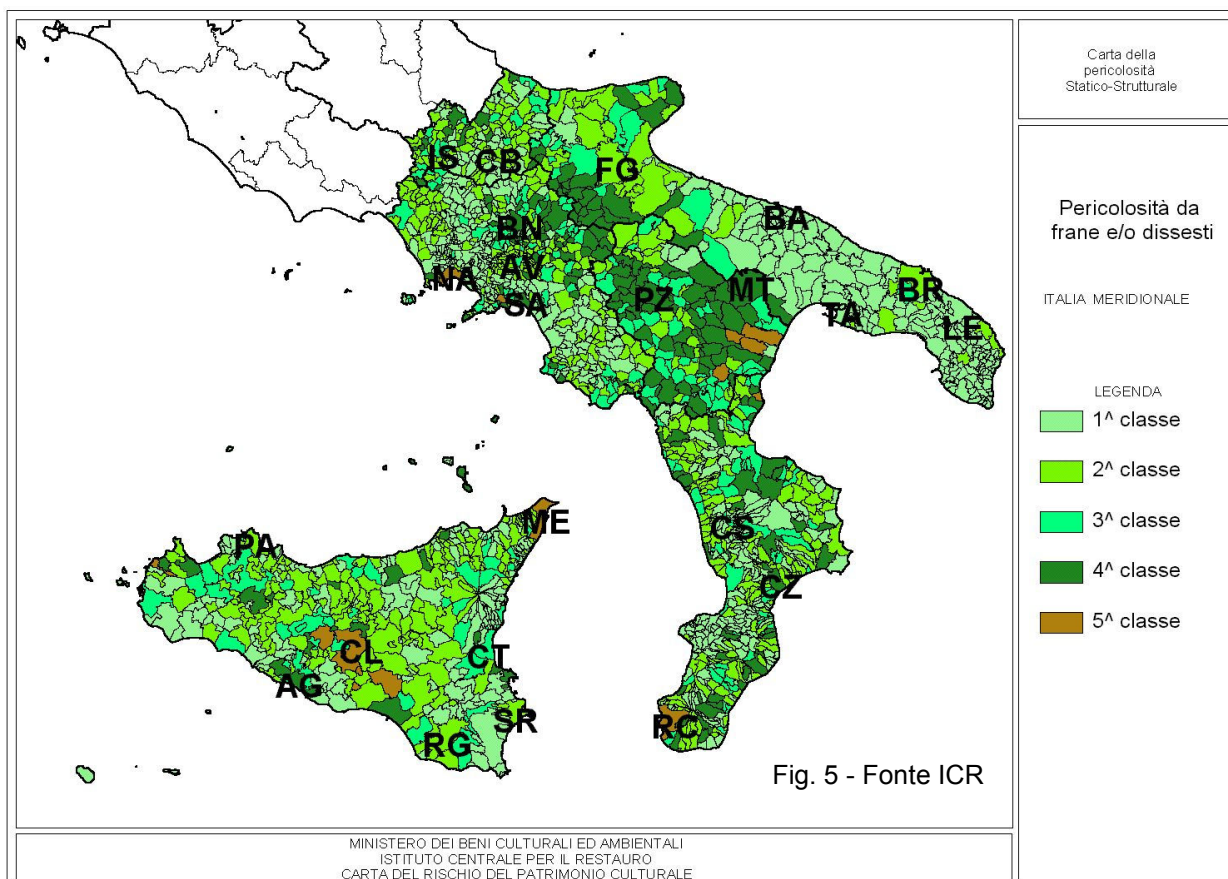 Carta della
pericolosità
Statico-Strutturale
Pericolosità da
frane e/o dissesti
ITALIA MERIDIONALE
LEGENDA
1^ classe
2^ classe
3^ classe
4^ classe
5^ classe
IS
CB
FG
BA
BN
AV
NA
SA
PZ
MT
TA
BR
LE
ME
PA
CS
CZ
CL
CT
AG
SR
RG
RC
Fig. 5 - Fonte ICR
MINISTERO DEI BENI CULTURALI ED AMBIENTALI
ISTITUTO CENTRALE PER IL RESTAURO
CARTA DEL RISCHIO DEL PATRIMONIO CULTURALE